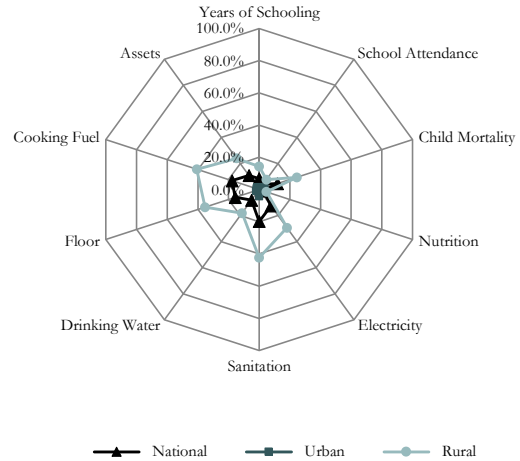 Years of Schooling
100.0%
Assets
School Attendance
80.0%
60.0%
Cooking Fuel
40.0%
Child Mortality
20.0%
0.0%
Floor
Nutrition
Drinking Water
Electricity
Sanitation
National Urban Rural